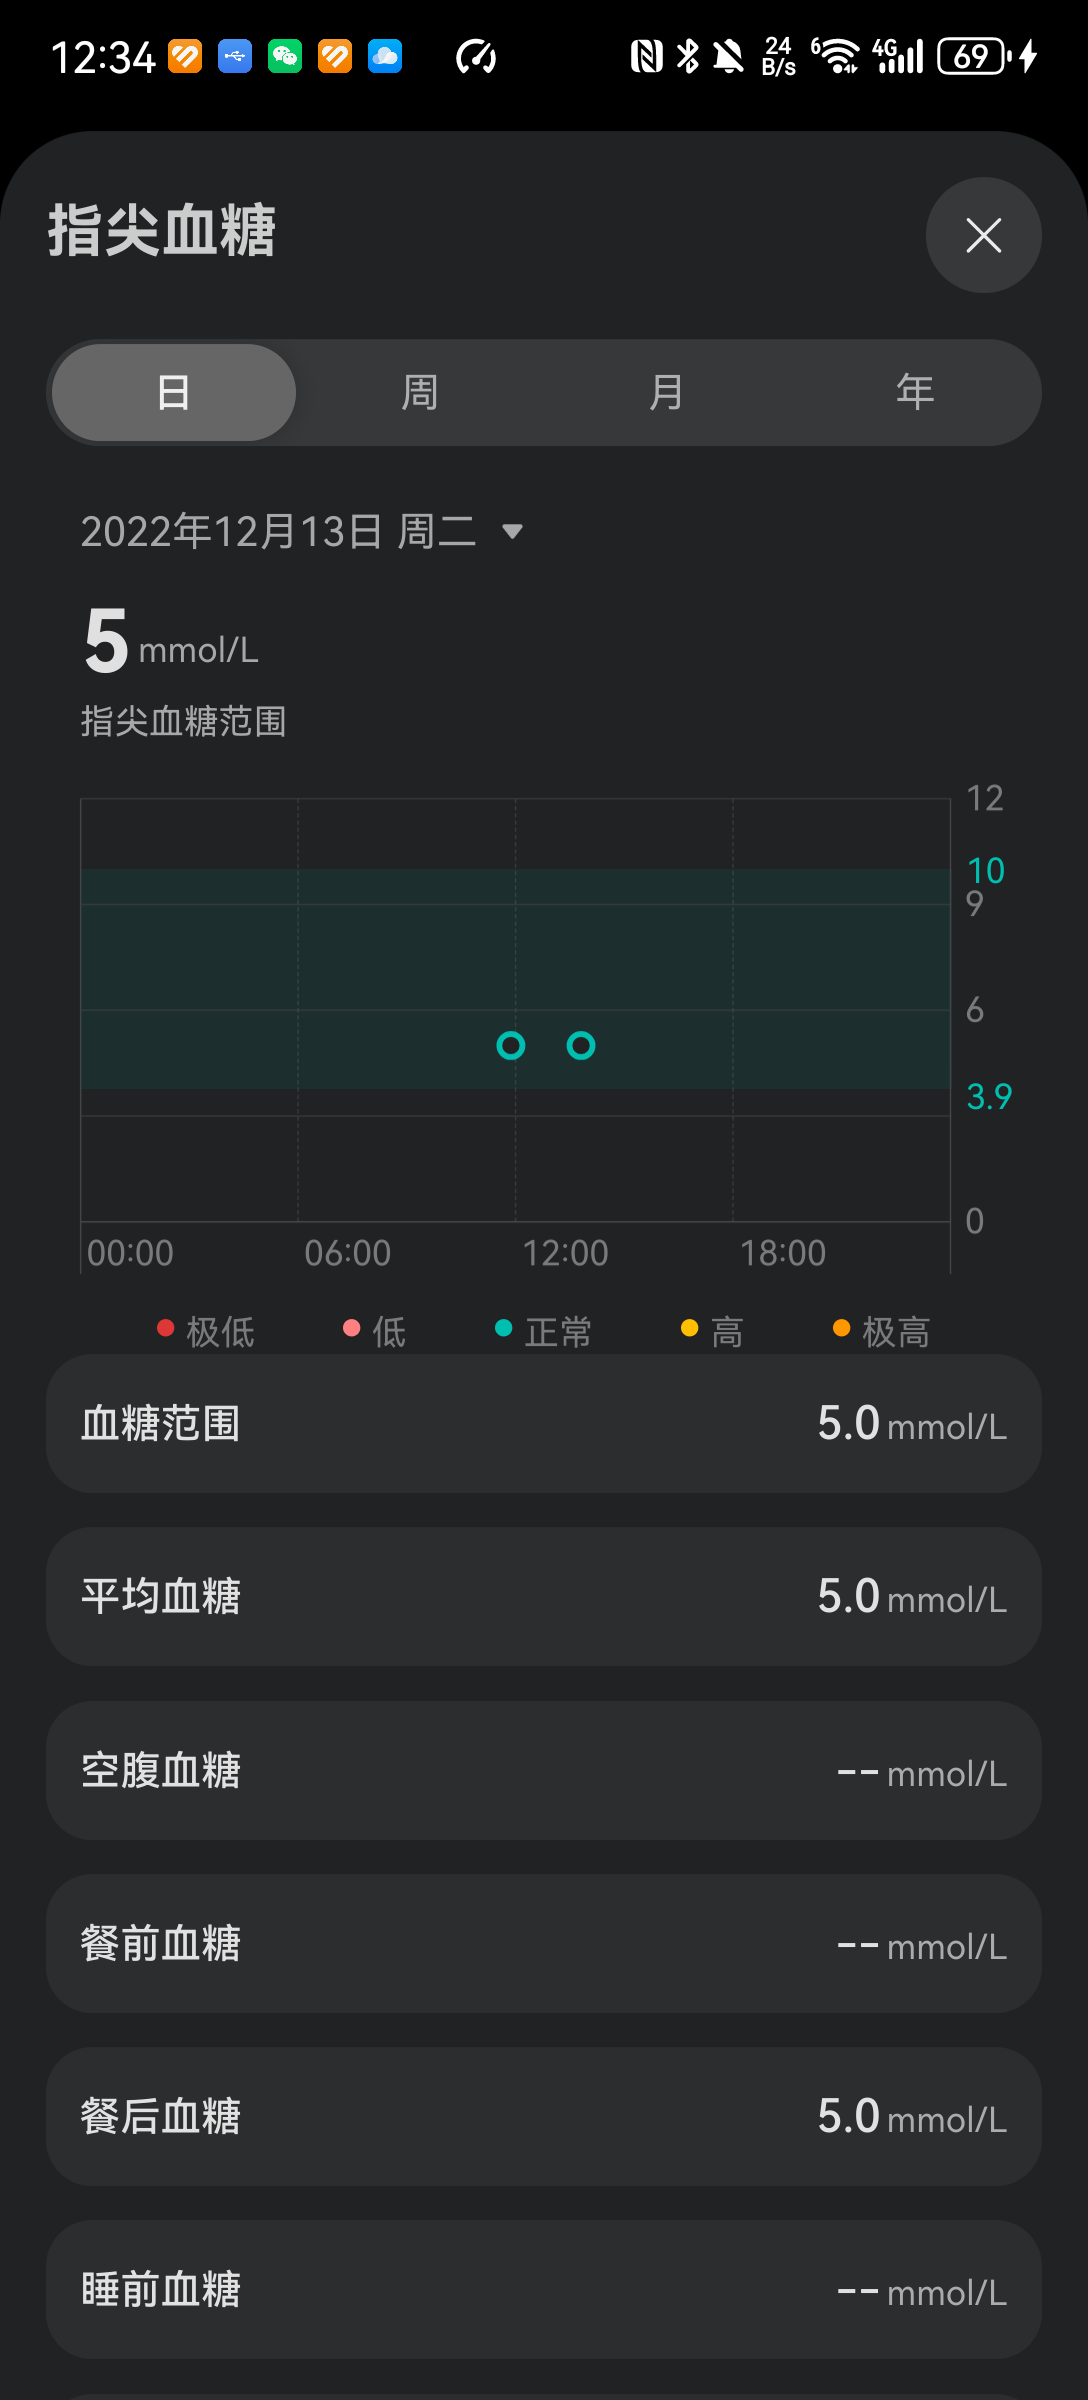 12:34 24 B/s 6 4G 69
指尖血糖
日 周 月 年
2022年12月13日 周二
5 mmol/L
指尖血糖范围
12
10
9
6
3.9
0
00:00 06:00 12:00 18:00
极低 低 正常 高 极高
血糖范围 5.0 mmol/L
平均血糖 5.0 mmol/L
空腹血糖 -- mmol/L
餐前血糖 -- mmol/L
餐后血糖 5.0 mmol/L
睡前血糖 -- mmol/L